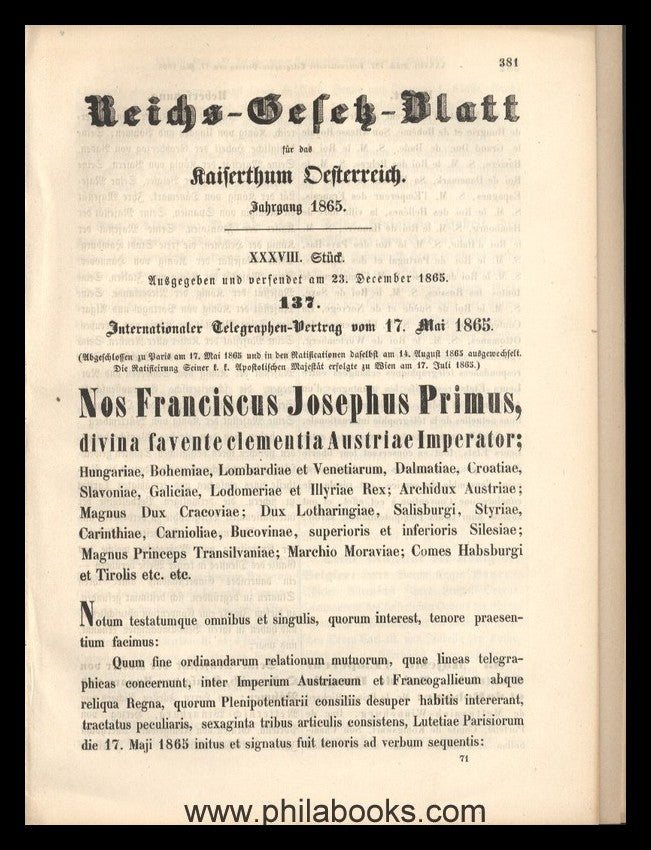 381
Reichs-Gesetz-Blatt
für das
Kaiserthum Oesterreich.
Jahrgang 1865.
XXXVIII. Stück.
Ausgegeben und versendet am 23. December 1865.
137.
Internationaler Telegraphen-Vertrag vom 17. Mai 1865.
(Abgeschlossen zu Paris am 17. Mai 1865 und in den Ratificationen daselbst am 14. August 1865 ausgewechselt.
Die Ratificirung Seiner k. k. Apostolischen Majestät erfolgte zu Wien am 17. Juli 1865.)
Nos Franciscus Josephus Primus,
divina favente clementia Austriae Imperator;
Hungariae, Bohemiae, Lombardiae et Venetiarum, Dalmatiae, Croatiae,
Slavoniae, Galiciae, Lodomeriae et Illyriae Rex; Archidux Austriae;
Magnus Dux Cracoviae; Dux Lotharingiae, Salisburgi, Styriae,
Carinthiae, Carnioliae, Bucovinae, superioris et inferioris Silesiae;
Magnus Princeps Transilvaniae; Marchio Moraviae; Comes Habsburgi
et Tirolis etc. etc.
Notum testatumque omnibus et singulis, quorum interest, tenore praesen-
tium facimus:
Quum fine ordinandarum relationum mutuorum, quae lineas telegra-
phicas concernunt, inter Imperium Austriacum et Francogallicum abque
reliqua Regna, quorum Plenipotentiarii consiliis desuper habitis intererant,
tractatus peculiaris, sexaginta tribus articulis consistens, Lutetiae Parisiorum
die 17. Maji 1865 initus et signatus fuit tenoris ad verbum sequentis:
71
www.philabooks.com